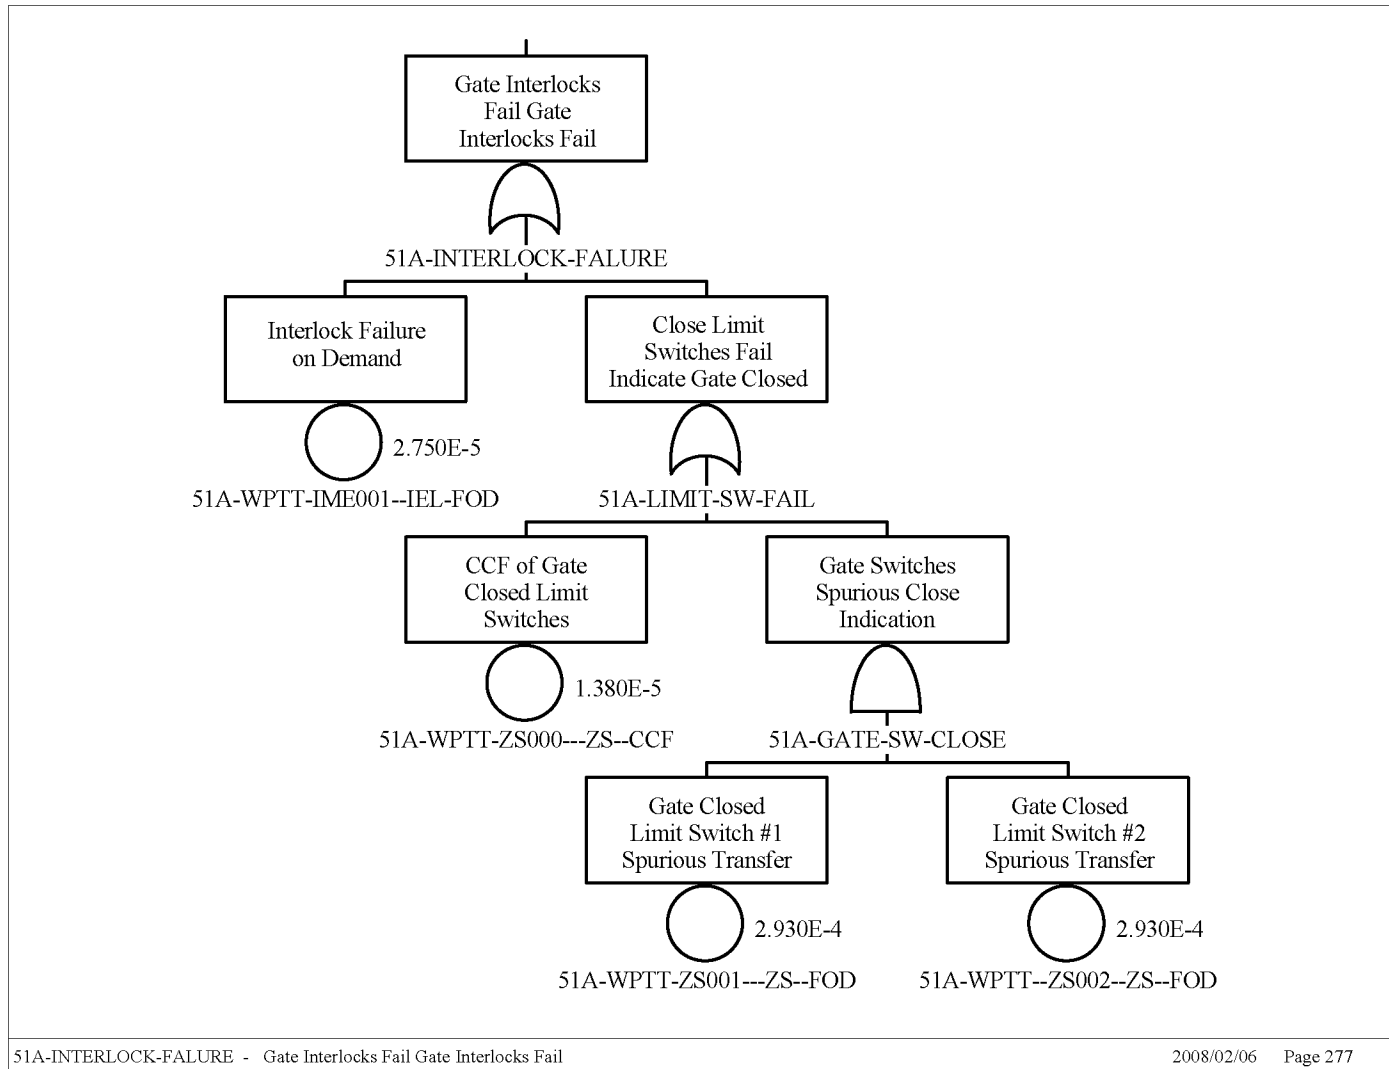 Gate Interlocks
Fail Gate
Interlocks Fail
51A-INTERLOCK-FALURE
Interlock Failure
on Demand
2.750E-5
51A-WPTT-IME001--IEL-FOD
Close Limit
Switches Fail
Indicate Gate Closed
51A-LIMIT-SW-FAIL
CCF of Gate
Closed Limit
Switches
1.380E-5
51A-WPTT-ZS000---ZS--CCF
Gate Switches
Spurious Close
Indication
51A-GATE-SW-CLOSE
Gate Closed
Limit Switch #1
Spurious Transfer
2.930E-4
51A-WPTT-ZS001---ZS--FOD
Gate Closed
Limit Switch #2
Spurious Transfer
2.930E-4
51A-WPTT--ZS002--ZS--FOD
51A-INTERLOCK-FALURE - Gate Interlocks Fail Gate Interlocks Fail
2008/02/06 Page 277